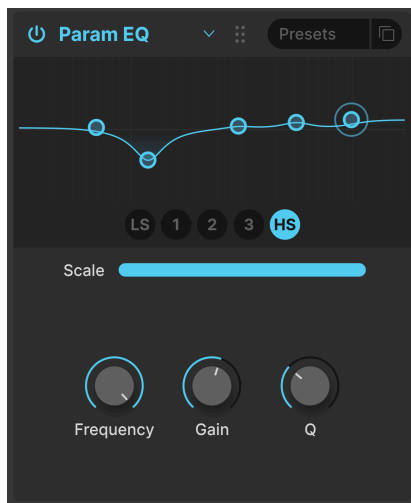 Param EQ Presets
LS 1 2 3 HS
Scale
Frequency Gain Q